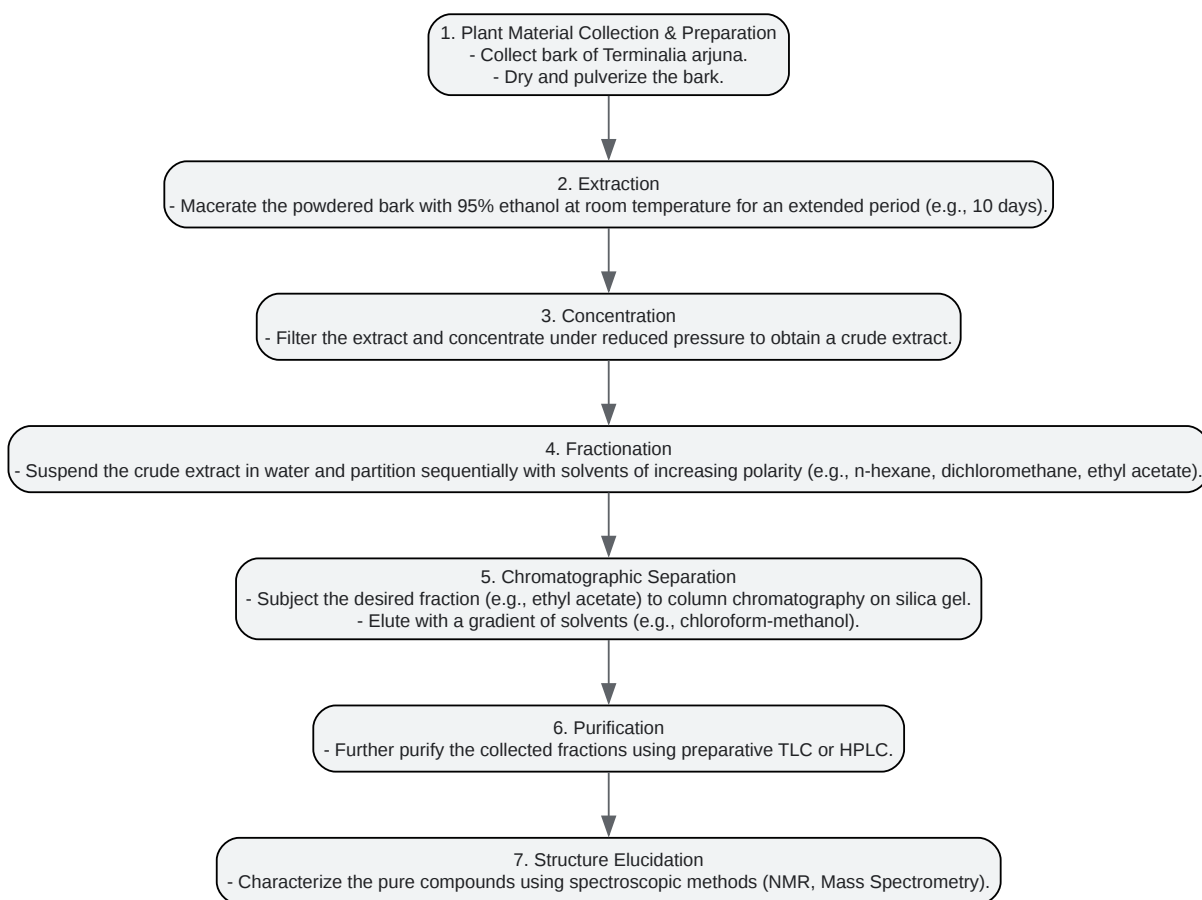 1. Plant Material Collection & Preparation
- Collect bark of Terminalia arjuna.
- Dry and pulverize the bark.
2. Extraction
- Macerate the powdered bark with 95% ethanol at room temperature for an extended period (e.g., 10 days).
3. Concentration
- Filter the extract and concentrate under reduced pressure to obtain a crude extract.
4. Fractionation
- Suspend the crude extract in water and partition sequentially with solvents of increasing polarity (e.g., n-hexane, dichloromethane, ethyl acetate).
5. Chromatographic Separation
- Subject the desired fraction (e.g., ethyl acetate) to column chromatography on silica gel.
- Elute with a gradient of solvents (e.g., chloroform-methanol).
6. Purification
- Further purify the collected fractions using preparative TLC or HPLC.
7. Structure Elucidation
- Characterize the pure compounds using spectroscopic methods (NMR, Mass Spectrometry).